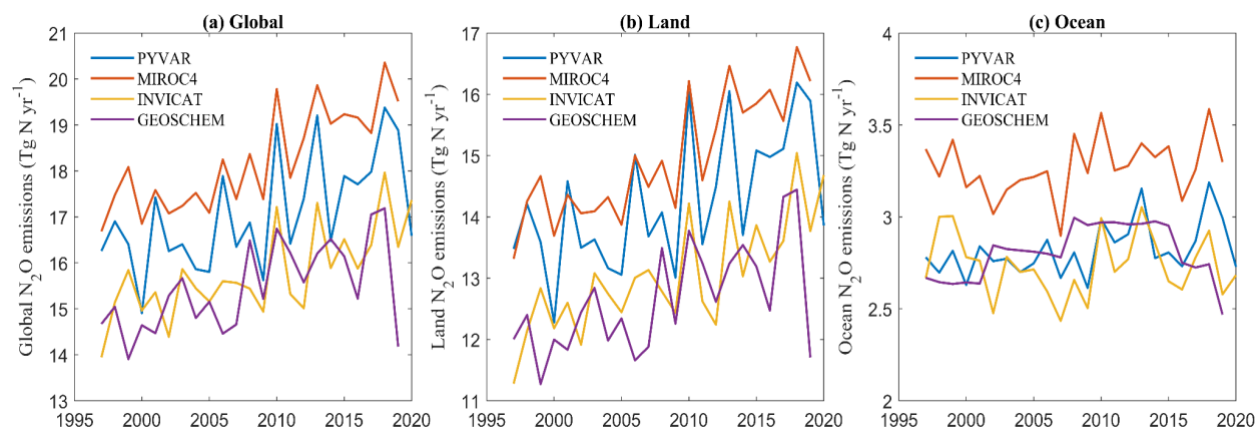 (a) Global
Global N₂O emissions (Tg N yr⁻¹)
21
20
19
18
17
16
15
14
13
PYVAR
MIROC4
INVICAT
GEOSCHEM
1995 2000 2005 2010 2015 2020
(b) Land
Land N₂O emissions (Tg N yr⁻¹)
17
16
15
14
13
12
11
PYVAR
MIROC4
INVICAT
GEOSCHEM
1995 2000 2005 2010 2015 2020
(c) Ocean
Ocean N₂O emissions (Tg N yr⁻¹)
4
3.5
3
2.5
2
PYVAR
MIROC4
INVICAT
GEOSCHEM
1995 2000 2005 2010 2015 2020